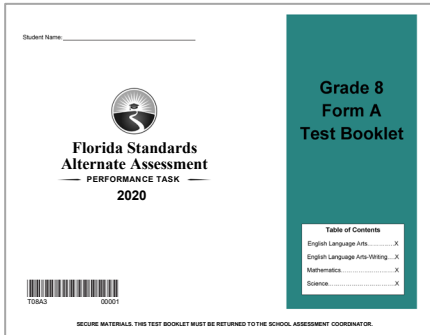 Student Name:
Grade 8
Form A
Test Booklet
Florida Standards
Alternate Assessment
PERFORMANCE TASK
2020
Table of Contents
English Language Arts.............X
English Language Arts-Writing....X
Mathematics...........................X
Science..................................X
T08A3 00001
SECURE MATERIALS. THIS TEST BOOKLET MUST BE RETURNED TO THE SCHOOL ASSESSMENT COORDINATOR.